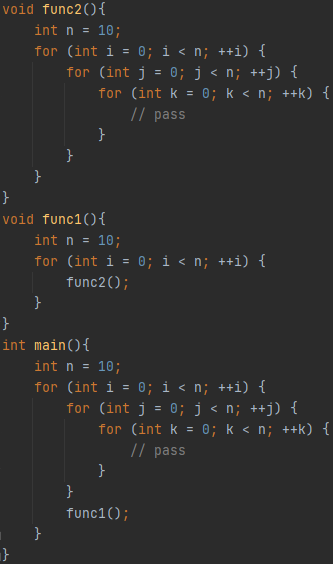 void func2(){
    int n = 10;
    for (int i = 0; i < n; ++i) {
        for (int j = 0; j < n; ++j) {
            for (int k = 0; k < n; ++k) {
                // pass
            }
        }
    }
}
void func1(){
    int n = 10;
    for (int i = 0; i < n; ++i) {
        func2();
    }
}
int main(){
    int n = 10;
    for (int i = 0; i < n; ++i) {
        for (int j = 0; j < n; ++j) {
            for (int k = 0; k < n; ++k) {
                // pass
            }
        }
        func1();
    }
}